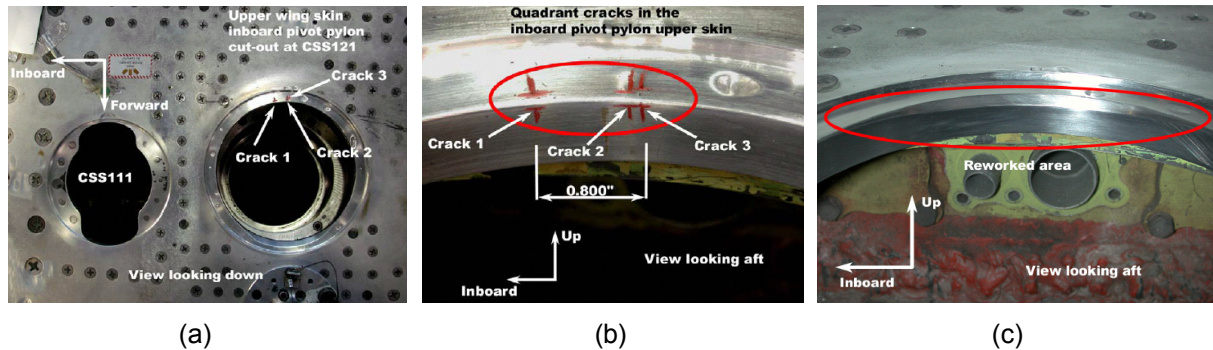 Upper wing skin
inboard pivot pylon
cut-out at CSS121
Crack 3
Inboard
Forward
Crack 1
Crack 2
CSS111
View looking down
(a)
Quadrant cracks in the
inboard pivot pylon upper skin
Crack 1
Crack 2
Crack 3
0.800"
Up
View looking aft
Inboard
(b)
Reworked area
Up
Inboard
View looking aft
(c)